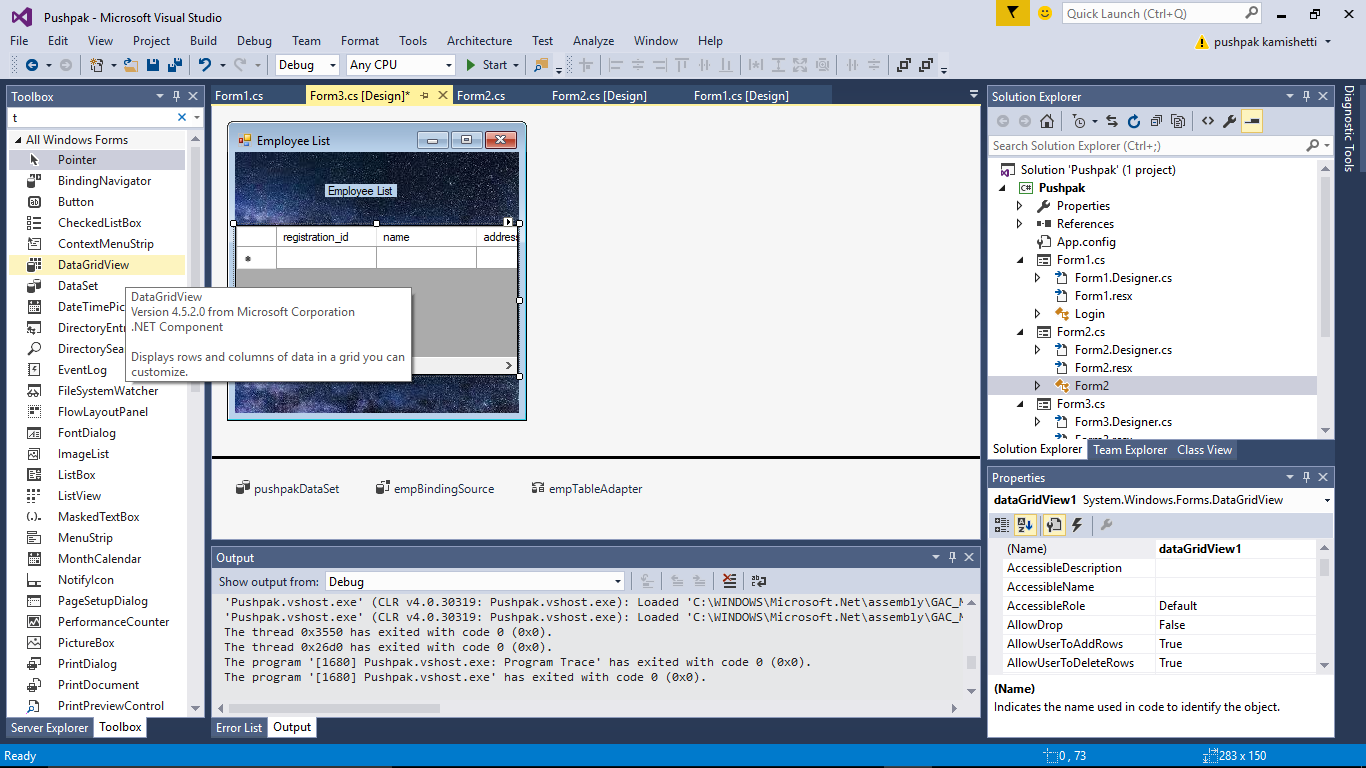 Pushpak - Microsoft Visual Studio
Quick Launch (Ctrl+Q)
File Edit View Project Build Debug Team Format Tools Architecture Test Analyze Window Help
pushpak kamishetti
Debug Any CPU Start
Toolbox
t
All Windows Forms
Pointer
BindingNavigator
Button
CheckedListBox
ContextMenuStrip
DataGridView
DataSet
DateTimePic
DirectoryEntr
DirectorySea
EventLog
FileSystemWatcher
FlowLayoutPanel
FontDialog
ImageList
ListBox
ListView
MaskedTextBox
MenuStrip
MonthCalendar
NotifyIcon
PageSetupDialog
PerformanceCounter
PictureBox
PrintDialog
PrintDocument
PrintPreviewControl
Server Explorer Toolbox
DataGridView
Version 4.5.2.0 from Microsoft Corporation
.NET Component
Displays rows and columns of data in a grid you can
customize.
Form1.cs Form3.cs [Design]* Form2.cs Form2.cs [Design] Form1.cs [Design]
Employee List
Employee List
registration_id name address
pushpakDataSet empBindingSource empTableAdapter
Output
Show output from: Debug
'Pushpak.vshost.exe' (CLR v4.0.30319: Pushpak.vshost.exe): Loaded 'C:\WINDOWS\Microsoft.Net\assembly\GAC_M
'Pushpak.vshost.exe' (CLR v4.0.30319: Pushpak.vshost.exe): Loaded 'C:\WINDOWS\Microsoft.Net\assembly\GAC_M
The thread 0x3550 has exited with code 0 (0x0).
The thread 0x26d0 has exited with code 0 (0x0).
The program '[1680] Pushpak.vshost.exe: Program Trace' has exited with code 0 (0x0).
The program '[1680] Pushpak.vshost.exe' has exited with code 0 (0x0).
Error List Output
Solution Explorer
Search Solution Explorer (Ctrl+;)
Solution 'Pushpak' (1 project)
Pushpak
Properties
References
App.config
Form1.cs
Form1.Designer.cs
Form1.resx
Login
Form2.cs
Form2.Designer.cs
Form2.resx
Form2
Form3.cs
Form3.Designer.cs
Solution Explorer Team Explorer Class View
Diagnostic Tools
Properties
dataGridView1 System.Windows.Forms.DataGridView
(Name) dataGridView1
AccessibleDescription
AccessibleName
AccessibleRole Default
AllowDrop False
AllowUserToAddRows True
AllowUserToDeleteRows True
(Name)
Indicates the name used in code to identify the object.
Ready 0 , 73 283 x 150